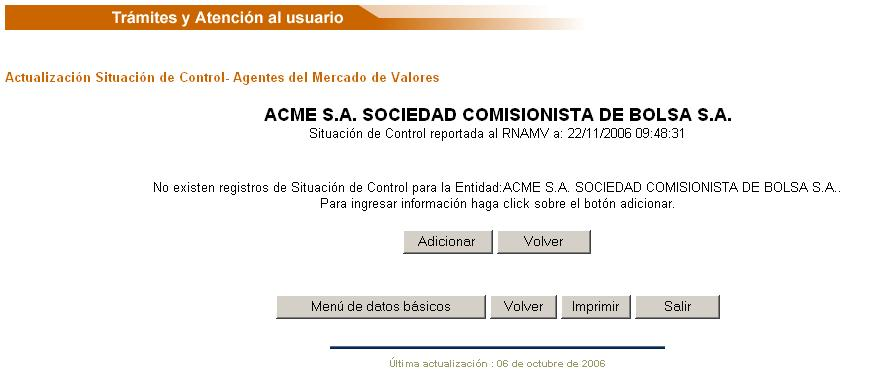 Trámites y Atención al usuario
Actualización Situación de Control- Agentes del Mercado de Valores
ACME S.A. SOCIEDAD COMISIONISTA DE BOLSA S.A.
Situación de Control reportada al RNAMV a: 22/11/2006 09:48:31
No existen registros de Situación de Control para la Entidad:ACME S.A. SOCIEDAD COMISIONISTA DE BOLSA S.A..
Para ingresar información haga click sobre el botón adicionar.
Adicionar Volver
Menú de datos básicos Volver Imprimir Salir
Última actualización : 06 de octubre de 2006